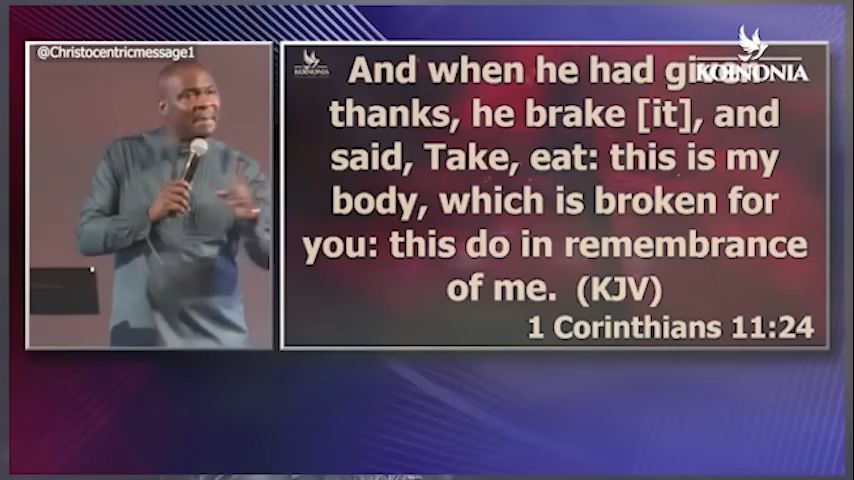 @Christocentricmessage1
KOINONIA
KOINONIA
And when he had
thanks, he brake [it], and
said, Take, eat: this is my
body, which is broken for
you: this do in remembrance
of me. (KJV)
1 Corinthians 11:24